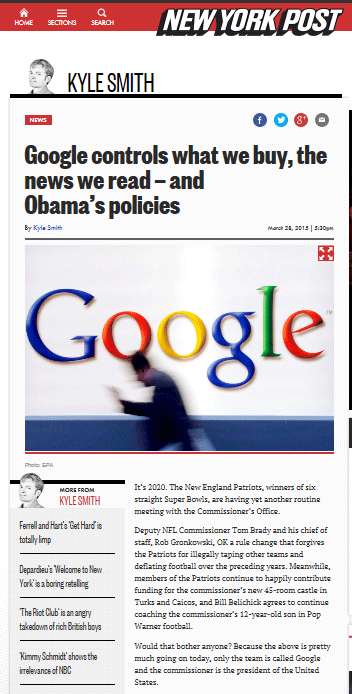 NEW YORK POST
HOME
SECTIONS
SEARCH
KYLE SMITH
NEWS
Google controls what we buy, the
news we read – and
Obama's policies
By Kyle Smith
March 28, 2015 | 5:30pm
Google
TM
Photo: EPA
MORE FROM
KYLE SMITH
Ferrell and Hart's 'Get Hard' is
totally limp
Depardieu's 'Welcome to New
York' is a boring retelling
'The Riot Club' is an angry
takedown of rich British boys
'Kimmy Schmidt' shows the
irrelevance of NBC
It's 2020. The New England Patriots, winners of six
straight Super Bowls, are having yet another routine
meeting with the Commissioner's Office.
Deputy NFL Commissioner Tom Brady and his chief of
staff, Rob Gronkowski, OK a rule change that forgives
the Patriots for illegally taping other teams and
deflating football over the preceding years. Meanwhile,
members of the Patriots continue to happily contribute
funding for the commissioner's new 45-room castle in
Turks and Caicos, and Bill Belichick agrees to continue
coaching the commissioner's 12-year-old son in Pop
Warner football.
Would that bother anyone? Because the above is pretty
much going on today, only the team is called Google
and the commissioner is the president of the United
States.